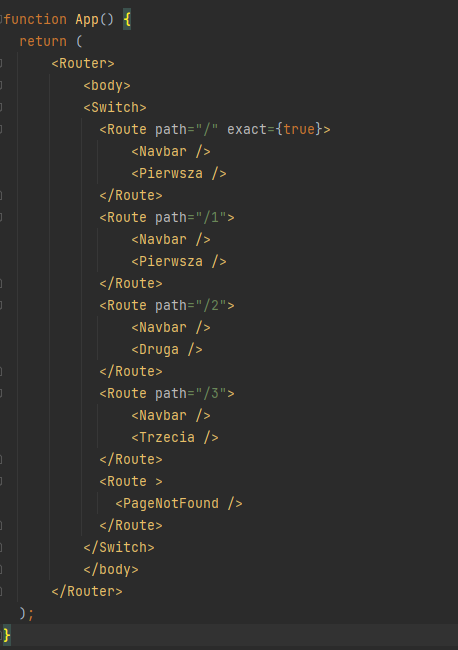 function App() {
  return (
      <Router>
          <body>
          <Switch>
            <Route path="/" exact={true}>
                <Navbar />
                <Pierwsza />
            </Route>
            <Route path="/1">
                <Navbar />
                <Pierwsza />
            </Route>
            <Route path="/2">
                <Navbar />
                <Druga />
            </Route>
            <Route path="/3">
                <Navbar />
                <Trzecia />
            </Route>
            <Route >
              <PageNotFound />
            </Route>
          </Switch>
          </body>
      </Router>
  );
}